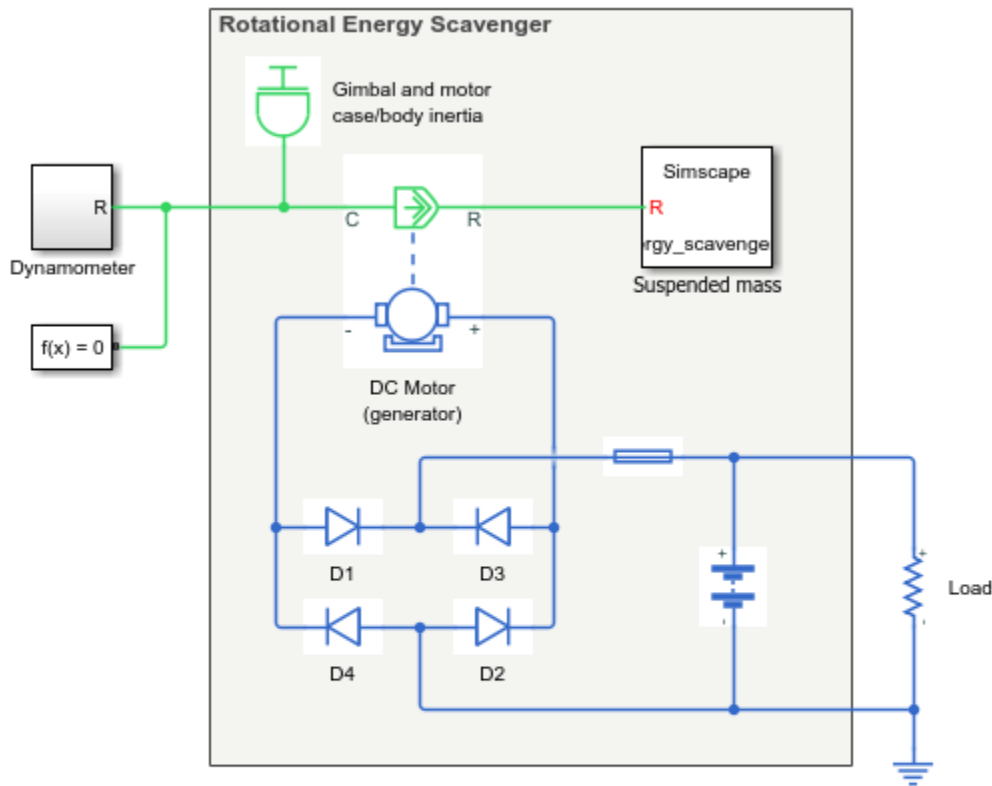 Rotational Energy Scavenger
Gimbal and motor
case/body inertia
R
Dynamometer
f(x) = 0
C
R
Simscape
R
rgy_scavenge
Suspended mass
-
+
DC Motor
(generator)
D1
D3
D4
D2
+
-
+
-
Load